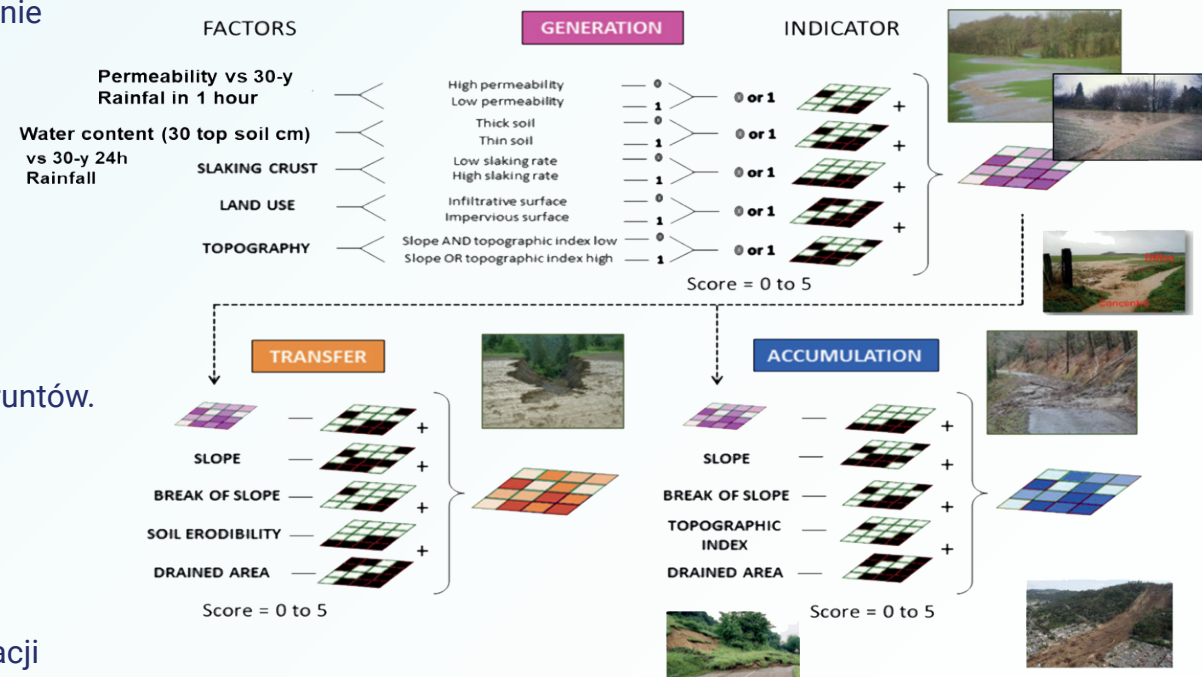 nie
FACTORS
GENERATION
INDICATOR
Permeability vs 30-y
Rainfal in 1 hour
High permeability
0
Low permeability
1
0 or 1
+
Water content (30 top soil cm)
vs 30-y 24h
Rainfall
Thick soil
0
Thin soil
1
0 or 1
+
SLAKING CRUST
Low slaking rate
0
High slaking rate
1
0 or 1
+
LAND USE
Infiltrative surface
0
Impervious surface
1
0 or 1
+
TOPOGRAPHY
Slope AND topographic index low
0
Slope OR topographic index high
1
0 or 1
Score = 0 to 5
TRANSFER
untów.
+
SLOPE
+
BREAK OF SLOPE
+
SOIL ERODIBILITY
+
DRAINED AREA
Score = 0 to 5
ACCUMULATION
+
SLOPE
+
BREAK OF SLOPE
+
TOPOGRAPHIC
INDEX
+
DRAINED AREA
Score = 0 to 5
acji